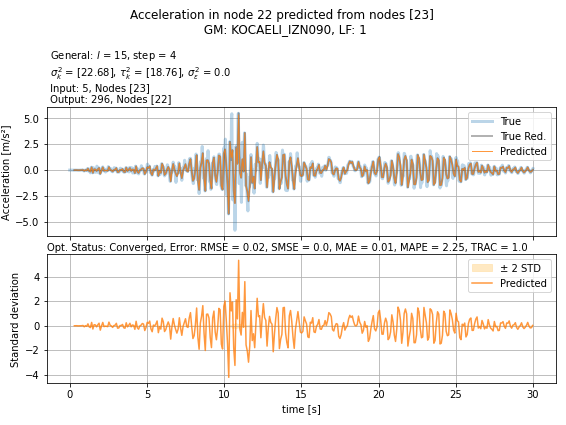 Acceleration in node 22 predicted from nodes [23]
GM: KOCAELI_IZN090, LF: 1
General: l = 15, step = 4
σ²ₖ = [22.68], τ²ₖ = [18.76], σ²ε = 0.0
Input: 5, Nodes [23]
Output: 296, Nodes [22]
Acceleration [m/s²]
5.0
2.5
0.0
−2.5
−5.0
True
True Red.
Predicted
Opt. Status: Converged, Error: RMSE = 0.02, SMSE = 0.0, MAE = 0.01, MAPE = 2.25, TRAC = 1.0
Standard deviation
4
2
0
−2
−4
± 2 STD
Predicted
0 5 10 15 20 25 30
time [s]